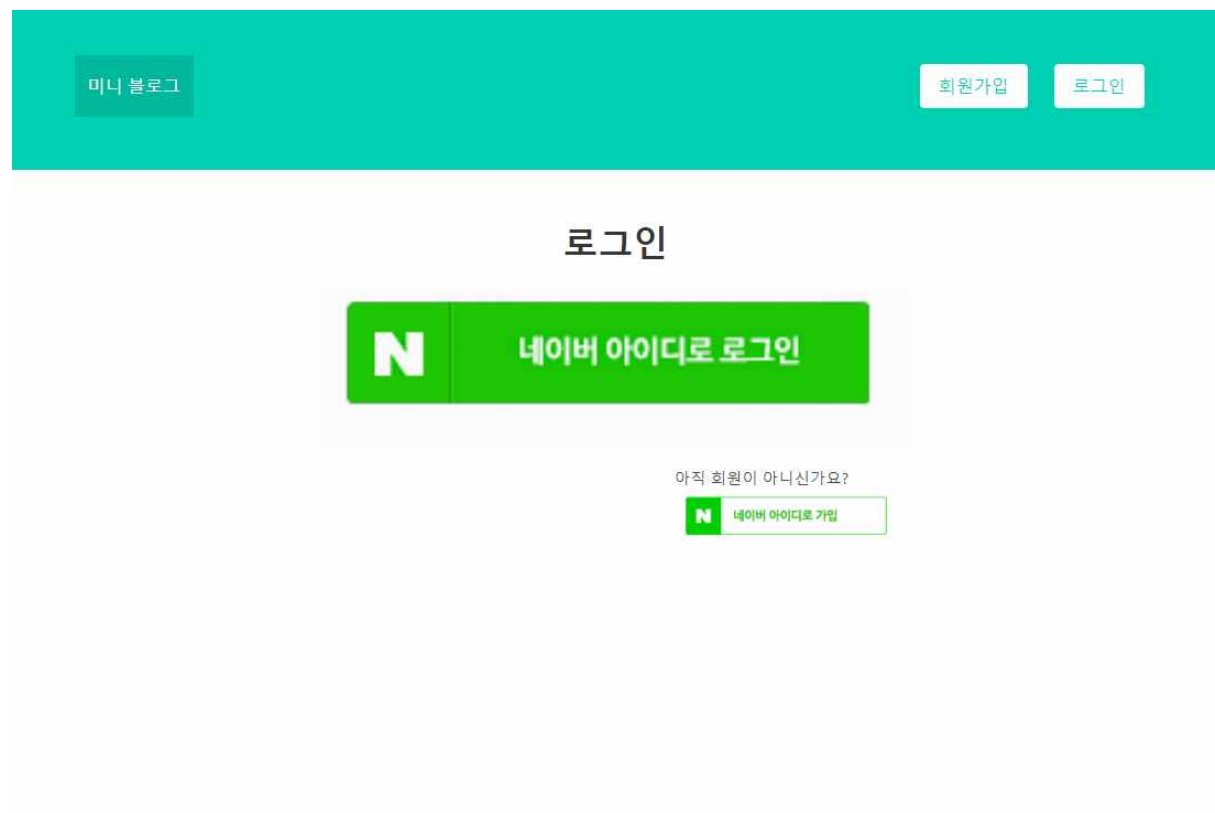 미니 블로그
회원가입
로그인
로그인
N 네이버 아이디로 로그인
아직 회원이 아니신가요?
N 네이버 아이디로 가입